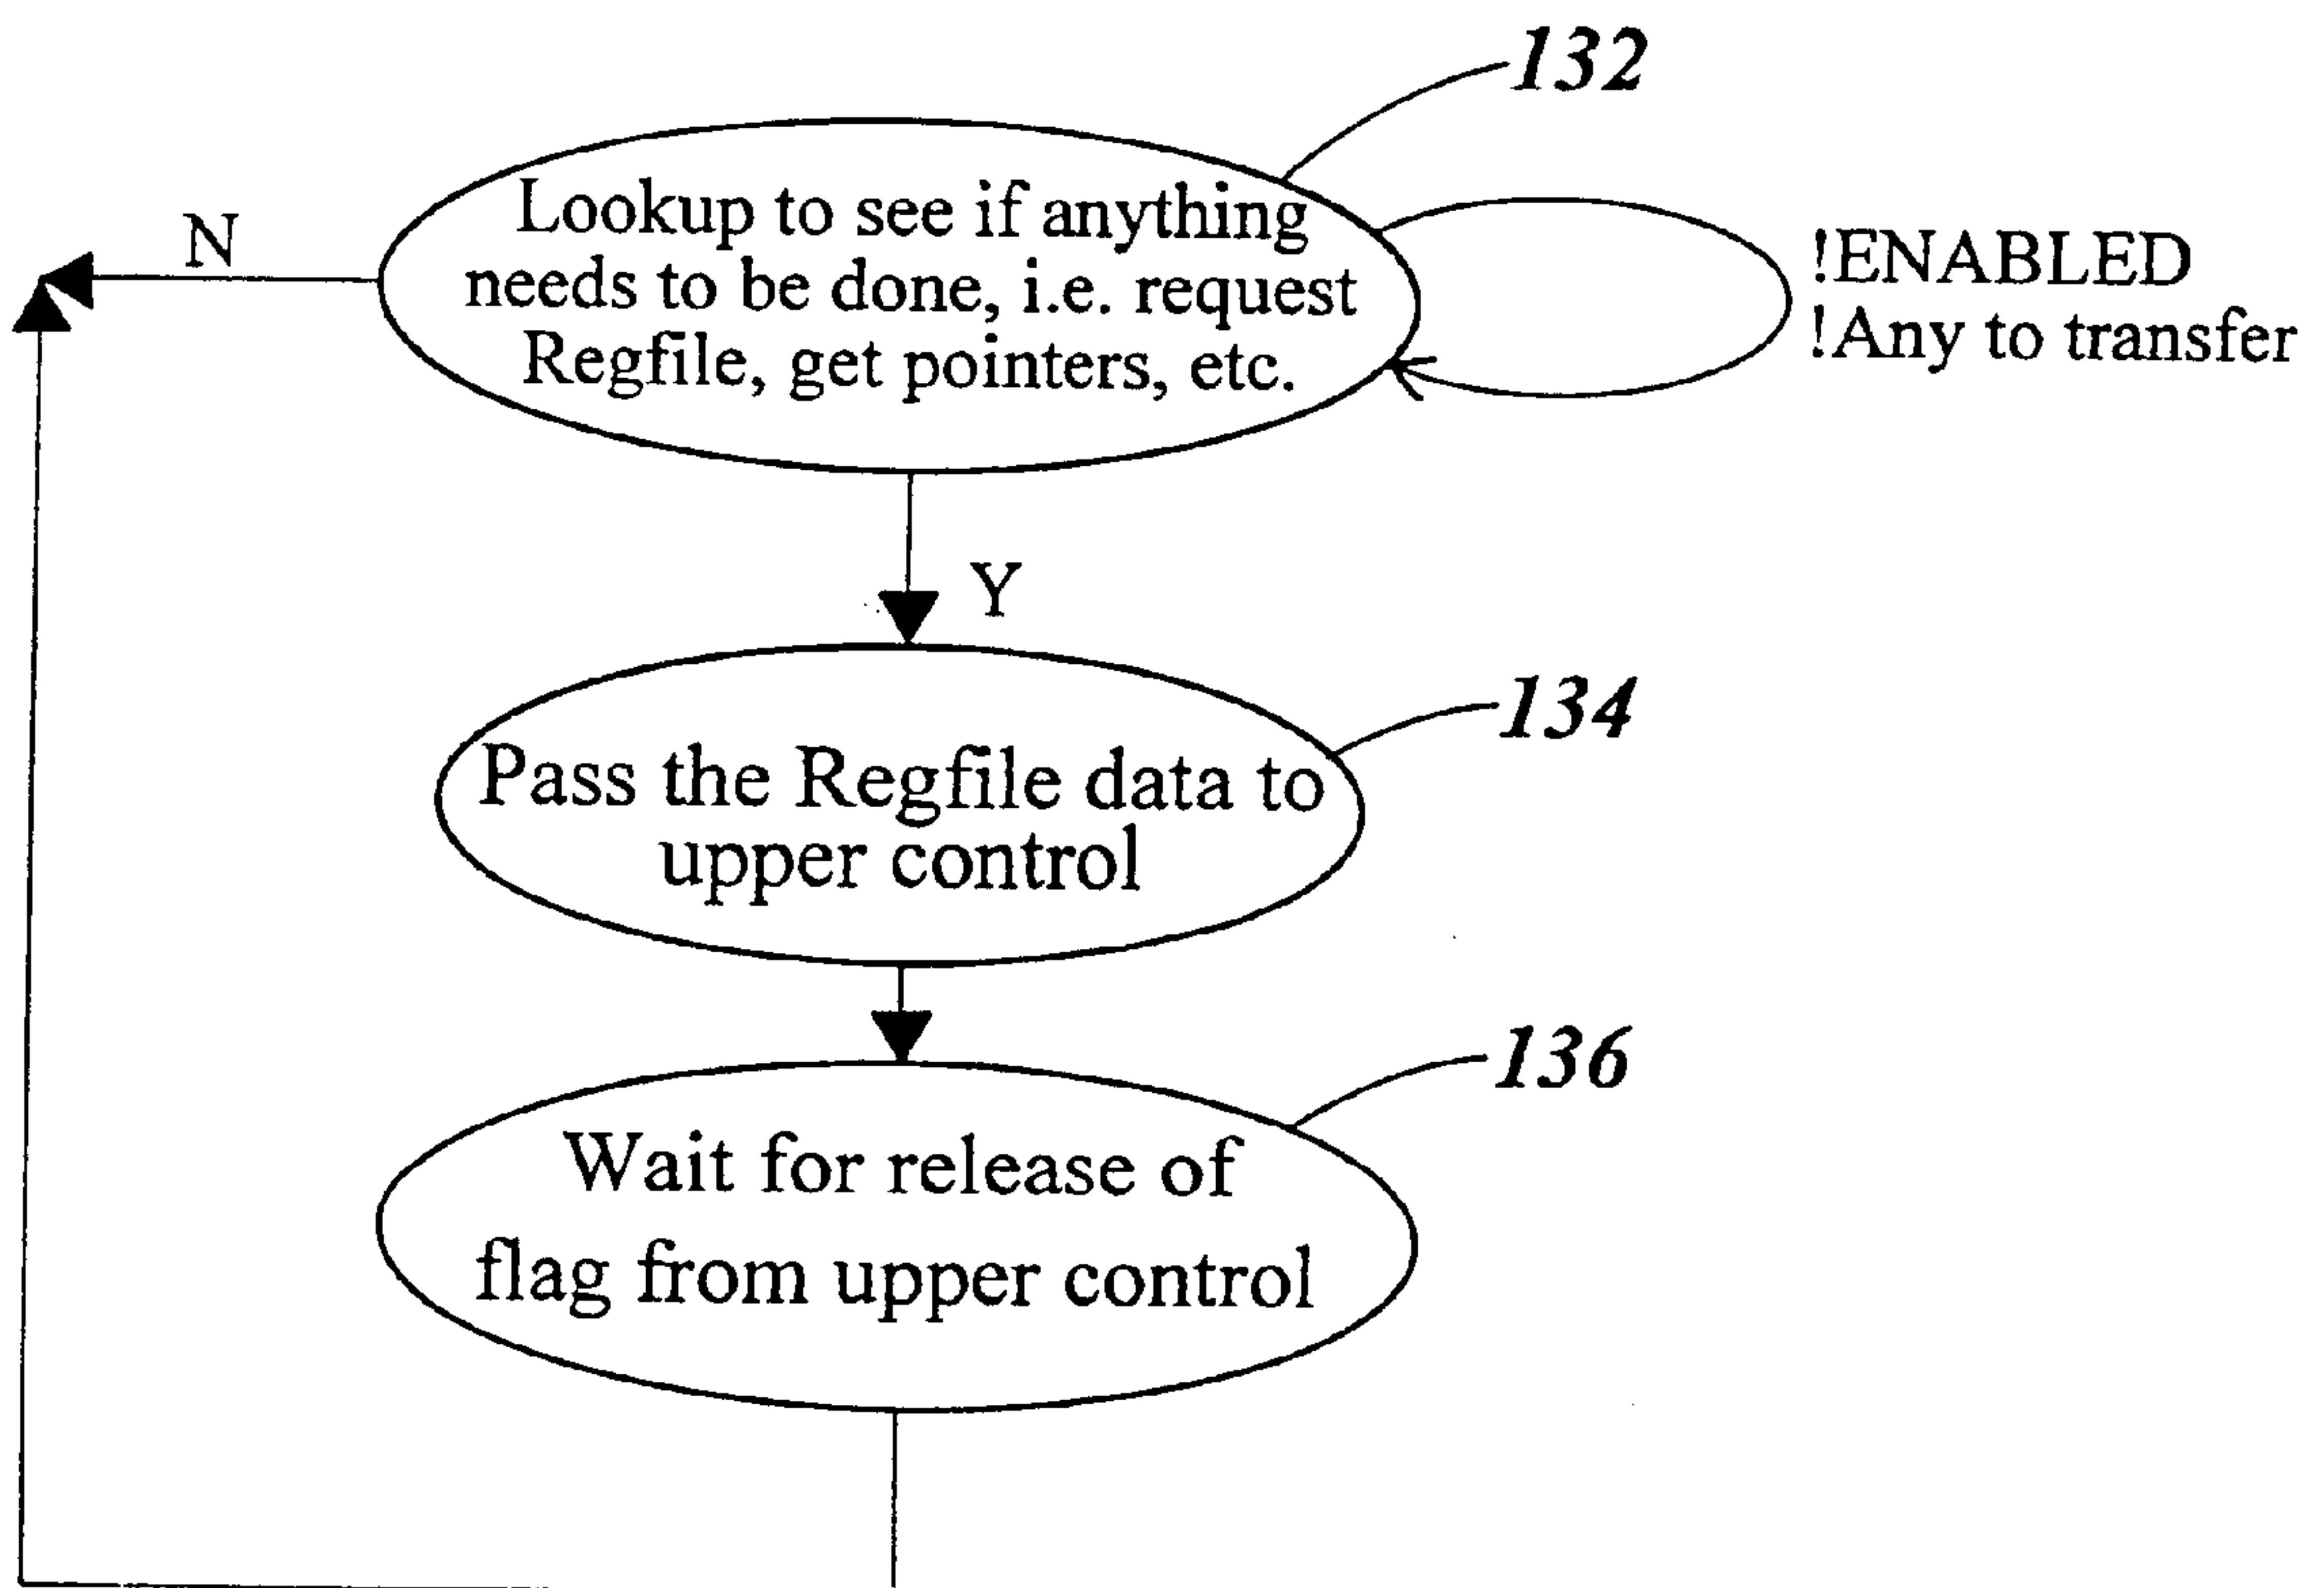 132
Lookup to see if anything
needs to be done, i.e. request
Regfile, get pointers, etc.
N
!ENABLED
!Any to transfer
Y
134
Pass the Regfile data to
upper control
136
Wait for release of
flag from upper control